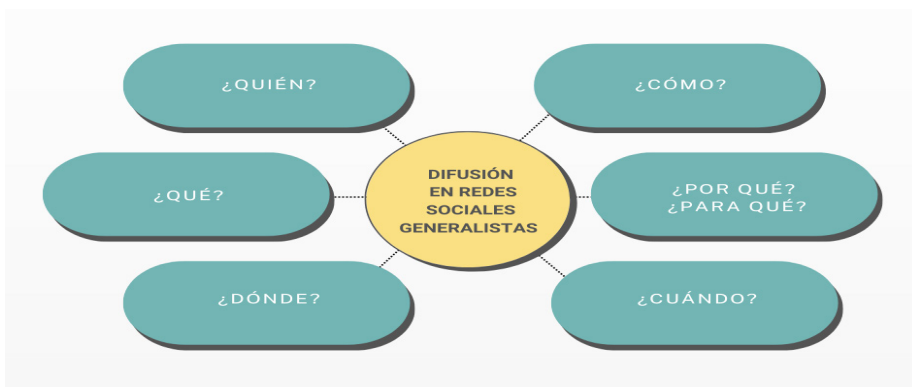 ¿QUIÉN?
¿CÓMO?
¿QUÉ?
DIFUSIÓN
EN REDES
SOCIALES
GENERALISTAS
¿POR QUÉ?
¿PARA QUÉ?
¿DÓNDE?
¿CUÁNDO?